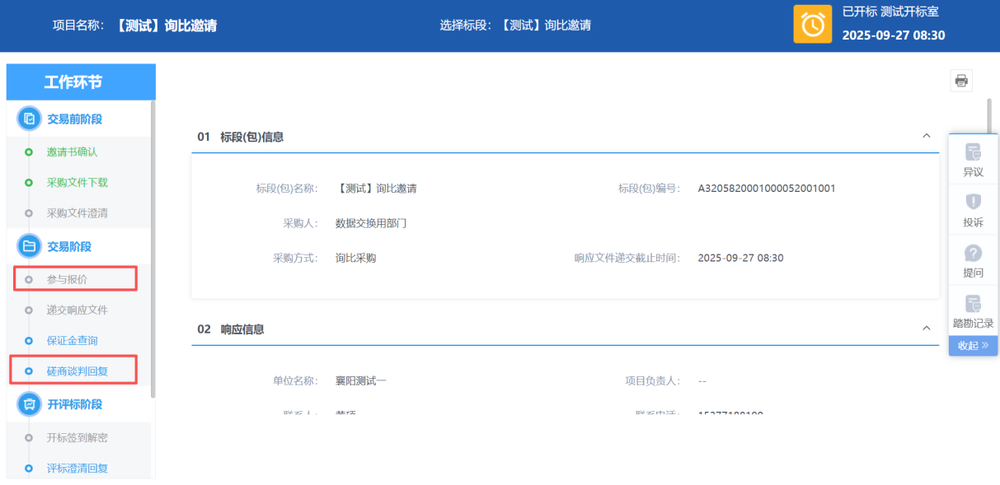 项目名称： 【测试】询比邀请
选择标段： 【测试】询比邀请
已开标 测试开标室
2025-09-27 08:30
工作环节
交易前阶段
邀请书确认
采购文件下载
采购文件澄清
交易阶段
参与报价
递交响应文件
保证金查询
磋商谈判回复
开评标阶段
开标签到解密
评标澄清回复
01 标段(包)信息
标段(包)名称： 【测试】询比邀请
标段(包)编号： A3205820001000052001001
采购人： 数据交换用部门
采购方式： 询比采购
响应文件递交截止时间： 2025-09-27 08:30
02 响应信息
单位名称： 襄阳测试一
项目负责人： --
联系人：
联系电话：
异议
投诉
提问
踏勘记录
收起 »